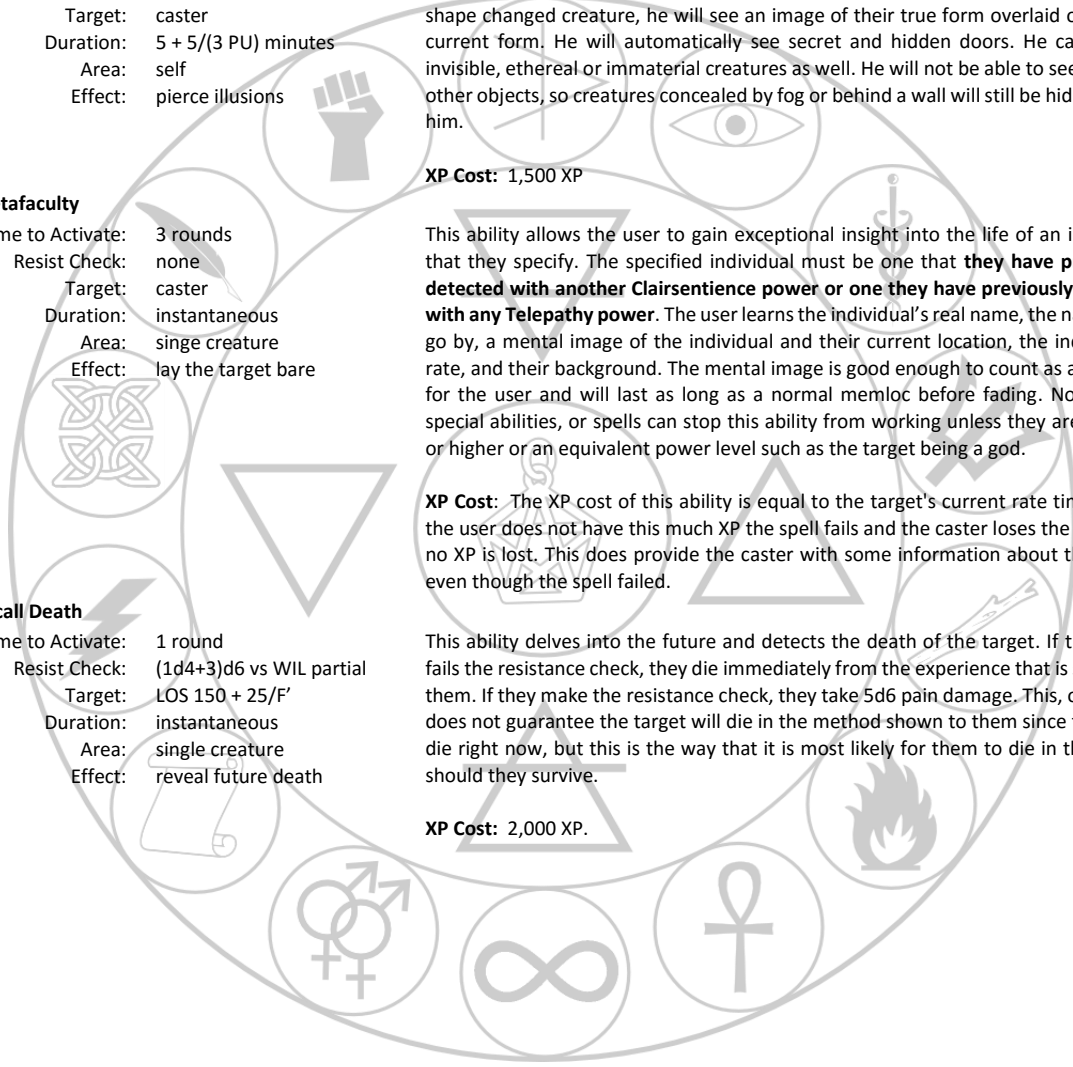 Target: caster
Duration: 5 + 5/(3 PU) minutes
Area: self
Effect: pierce illusions
shape changed creature, he will see an image of their true form overlaid
current form. He will automatically see secret and hidden doors. He ca
invisible, ethereal or immaterial creatures as well. He will not be able to see
other objects, so creatures concealed by fog or behind a wall will still be hid
him.
XP Cost: 1,500 XP
tafaculty
me to Activate: 3 rounds
Resist Check: none
Target: caster
Duration: instantaneous
Area: singe creature
Effect: lay the target bare
This ability allows the user to gain exceptional insight into the life of an i
that they specify. The specified individual must be one that they have p
detected with another Clairsentience power or one they have previously
with any Telepathy power. The user learns the individual's real name, the n
go by, a mental image of the individual and their current location, the
rate, and their background. The mental image is good enough to count as a
for the user and will last as long as a normal memloc before fading. No
special abilities, or spells can stop this ability from working unless they are
or higher or an equivalent power level such as the target being a god.
XP Cost: The XP cost of this ability is equal to the target's current rate
the user does not have this much XP the spell fails and the caster loses the
no XP is lost. This does provide the caster with some information about
even though the spell failed.
call Death
me to Activate: 1 round
Resist Check: (1d4+3)d6 vs WIL partial
Target: LOS 150 + 25/F'
Duration: instantaneous
Area: single creature
Effect: reveal future death
This ability delves into the future and detects the death of the target. If t
fails the resistance check, they die immediately from the experience that is
them. If they make the resistance check, they take 5d6 pain damage. This,
does not guarantee the target will die in the method shown to them since
die right now, but this is the way that it is most likely for them to die in
should they survive.
XP Cost: 2,000 XP.